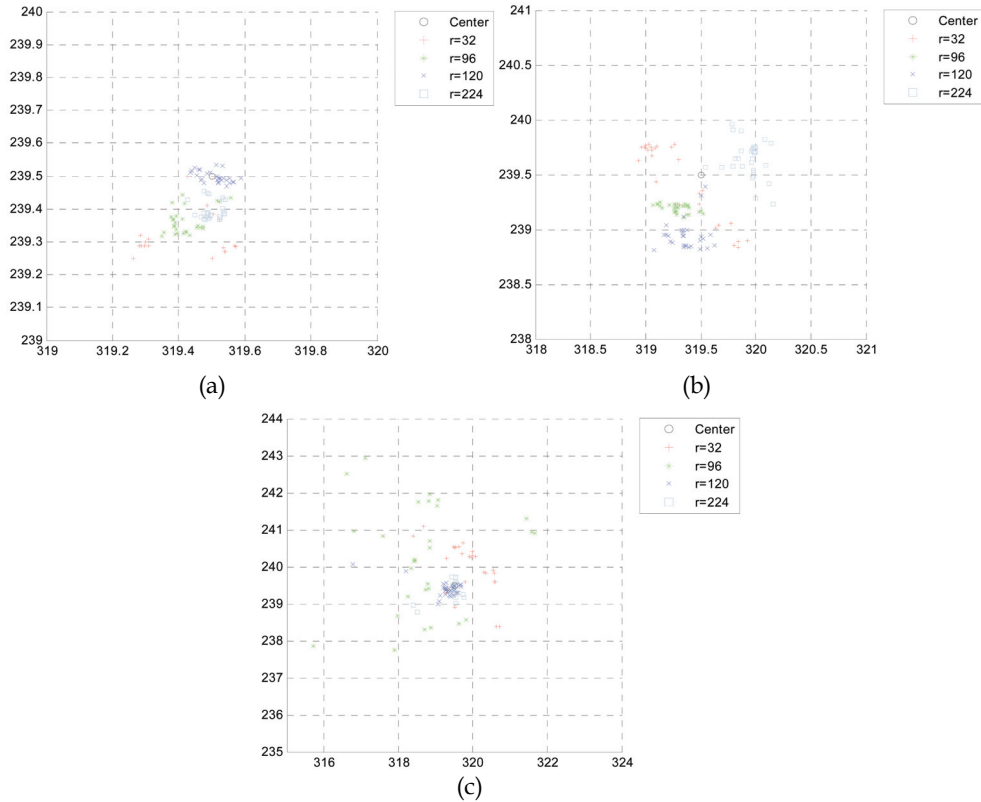 240
239.9
239.8
239.7
239.6
239.5
239.4
239.3
239.2
239.1
239
319
319.2
319.4
319.6
319.8
320
Center
r=32
r=96
r=120
r=224
(a)
241
240.5
240
239.5
239
238.5
238
318
318.5
319
319.5
320
320.5
321
Center
r=32
r=96
r=120
r=224
(b)
244
243
242
241
240
239
238
237
236
235
316
318
320
322
324
Center
r=32
r=96
r=120
r=224
(c)